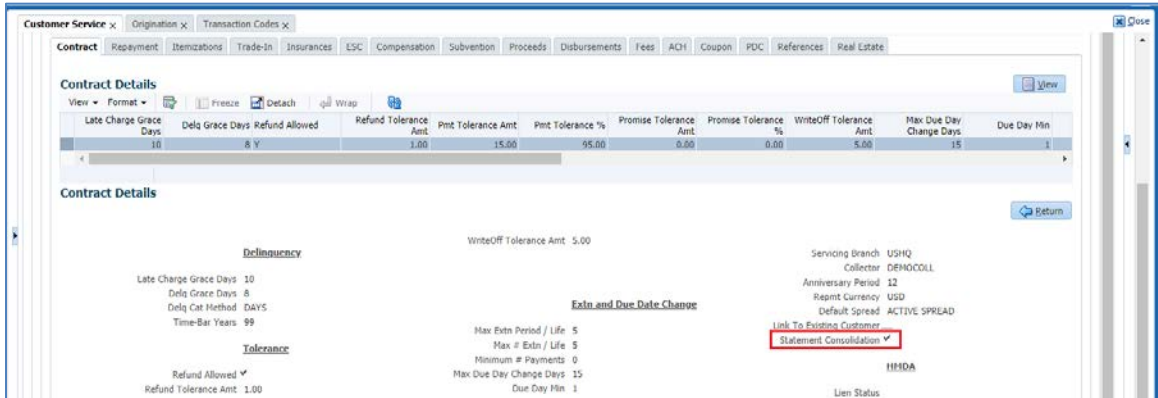 Customer Service x Origination x Transaction Codes x Close
Contract Repayment Itemizations Trade-In Insurances ESC Compensation Subvention Proceeds Disbursements Fees ACH Coupon PDC References Real Estate
Contract Details
View
View Format Freeze Detach Wrap
Late Charge Grace Days Delq Grace Days Refund Allowed Refund Tolerance Amt Pmt Tolerance Amt Pmt Tolerance % Promise Tolerance Amt Promise Tolerance % WriteOff Tolerance Amt Max Due Day Change Days Due Day Min
10 8 Y 1.00 15.00 95.00 0.00 0.00 5.00 15 1
Contract Details
Return
Delinquency
Late Charge Grace Days 10
Delq Grace Days 8
Delq Cat Method DAYS
Time-Bar Years 99
Tolerance
Refund Allowed ✔
Refund Tolerance Amt 1.00
WriteOff Tolerance Amt 5.00
Extn and Due Date Change
Max Extn Period / Life 5
Max # Extn / Life 5
Minimum # Payments 0
Max Due Day Change Days 15
Due Day Min 1
Servicing Branch USHQ
Collector DEMOCOLL
Anniversary Period 12
Repmt Currency USD
Default Spread ACTIVE SPREAD
Link To Existing Customer
Statement Consolidation ✔
HMDA
Lien Status